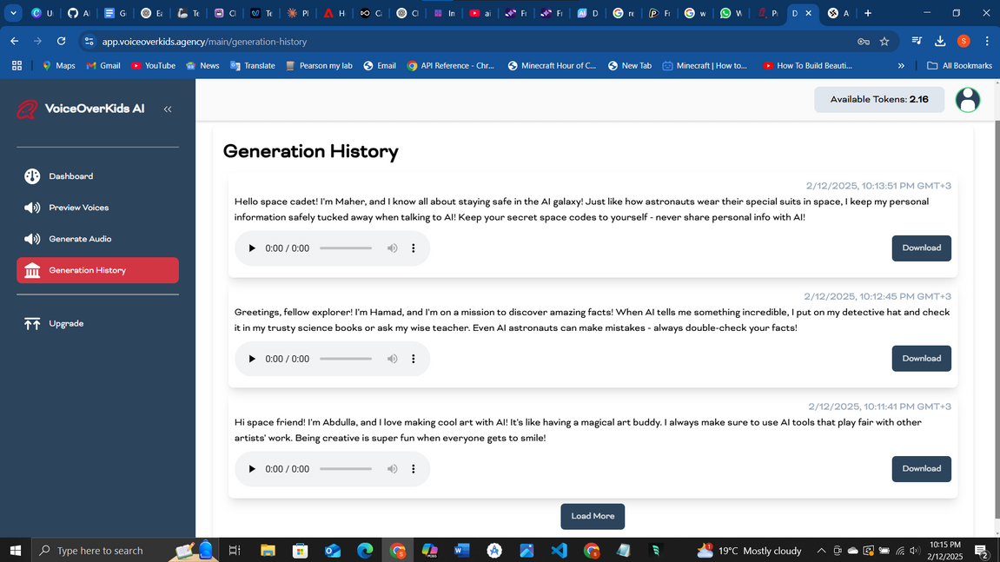 app.voiceoverkids.agency/main/generation-history
Maps
Gmail
YouTube
News
Translate
Pearson my lab
Email
API Reference - Chr...
Minecraft Hour of C...
New Tab
Minecraft | How to...
How To Build Beauti...
All Bookmarks
VoiceOverKids AI
Available Tokens: 2.16
Dashboard
Preview Voices
Generate Audio
Generation History
Upgrade
Generation History
2/12/2025, 10:13:51 PM GMT+3
Hello space cadet! I'm Maher, and I know all about staying safe in the AI galaxy! Just like how astronauts wear their special suits in space, I keep my personal
information safely tucked away when talking to AI! Keep your secret space codes to yourself - never share personal info with AI!
0:00 / 0:00
Download
2/12/2025, 10:12:45 PM GMT+3
Greetings, fellow explorer! I'm Hamad, and I'm on a mission to discover amazing facts! When AI tells me something incredible, I put on my detective hat and check
it in my trusty science books or ask my wise teacher. Even AI astronauts can make mistakes - always double-check your facts!
0:00 / 0:00
Download
2/12/2025, 10:11:41 PM GMT+3
Hi space friend! I'm Abdulla, and I love making cool art with AI! It's like having a magical art buddy. I always make sure to use AI tools that play fair with other
artists' work. Being creative is super fun when everyone gets to smile!
0:00 / 0:00
Download
Load More
Type here to search
19°C Mostly cloudy
10:15 PM
2/12/2025